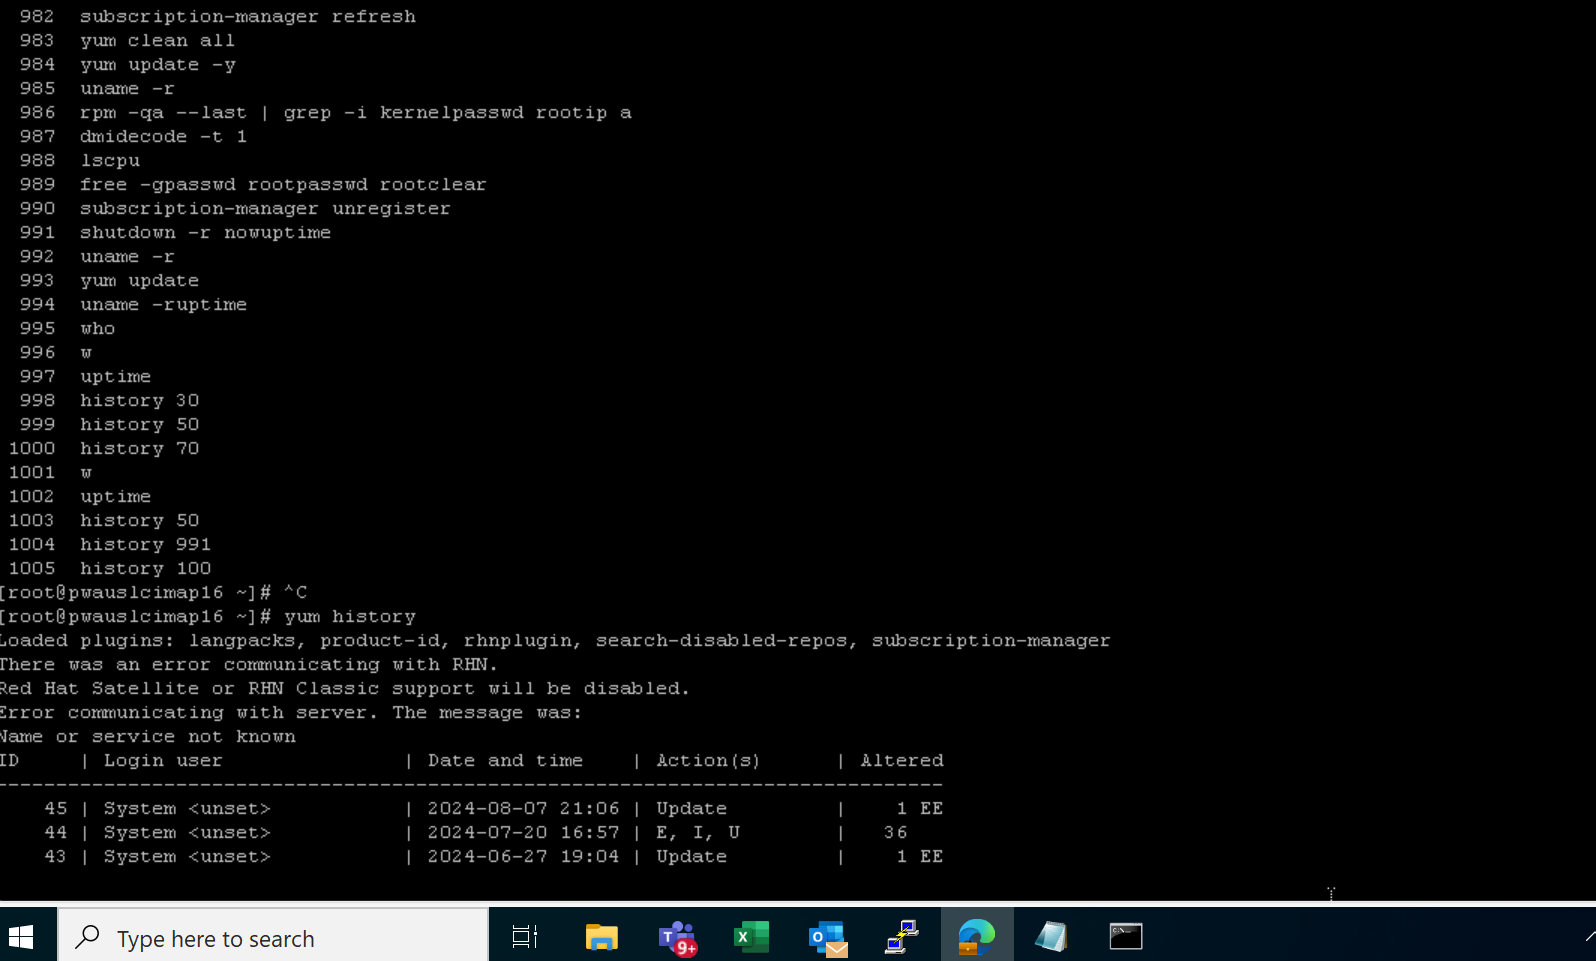 982 subscription-manager refresh
983 yum clean all
984 yum update -y
985 uname -r
986 rpm -qa --last | grep -i kernelpasswd rootip a
987 dmidecode -t 1
988 lscpu
989 free -gpasswd rootpasswd rootclear
990 subscription-manager unregister
991 shutdown -r nowuptime
992 uname -r
993 yum update
994 uname -ruptime
995 who
996 w
997 uptime
998 history 30
999 history 50
1000 history 70
1001 w
1002 uptime
1003 history 50
1004 history 991
1005 history 100
[root@pwauslcimap16 ~]# ^C
[root@pwauslcimap16 ~]# yum history
Loaded plugins: langpacks, product-id, rhnplugin, search-disabled-repos, subscription-manager
There was an error communicating with RHN.
Red Hat Satellite or RHN Classic support will be disabled.
Error communicating with server. The message was:
Name or service not known
ID | Login user | Date and time | Action(s) | Altered
-------------------------------------------------------------------------------
45 | System <unset> | 2024-08-07 21:06 | Update | 1 EE
44 | System <unset> | 2024-07-20 16:57 | E, I, U | 36
43 | System <unset> | 2024-06-27 19:04 | Update | 1 EE
Type here to search
T 9+
X
O
C:\